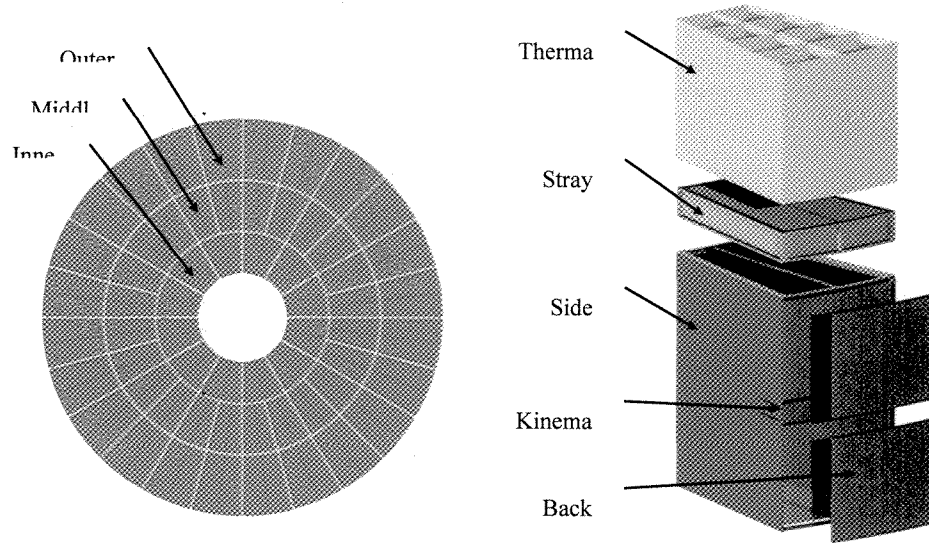 Outer
Middl
Inne
Therma
Stray
Side
Kinema
Back